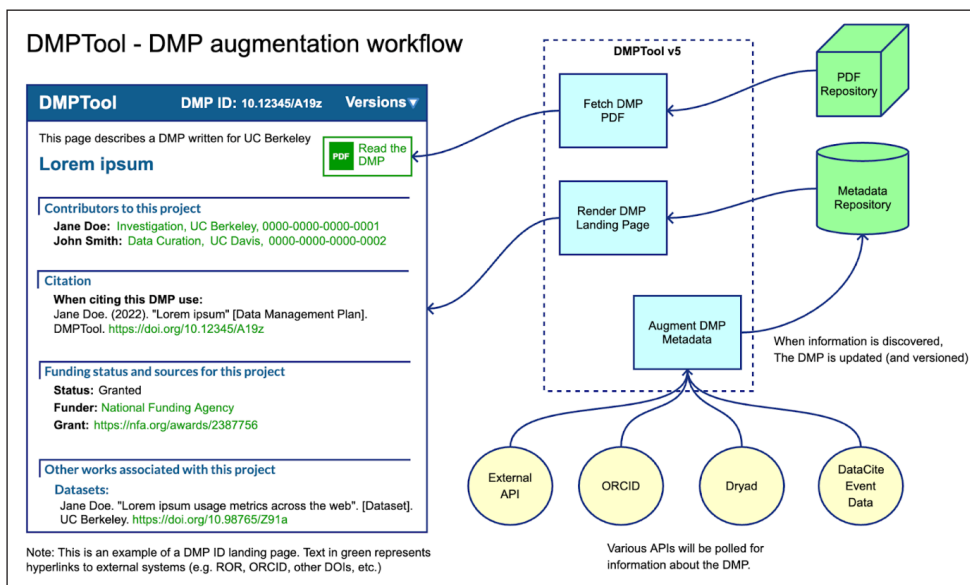 DMPTool - DMP augmentation workflow
DMPTool DMP ID: 10.12345/A19z Versions▼
This page describes a DMP written for UC Berkeley
Lorem ipsum
PDF
Read the
DMP
Contributors to this project
Jane Doe: Investigation, UC Berkeley, 0000-0000-0000-0001
John Smith: Data Curation, UC Davis, 0000-0000-0000-0002
Citation
When citing this DMP use:
Jane Doe. (2022). "Lorem ipsum" [Data Management Plan].
DMPTool. https://doi.org/10.12345/A19z
Funding status and sources for this project
Status: Granted
Funder: National Funding Agency
Grant: https://nfa.org/awards/2387756
Other works associated with this project
Datasets:
Jane Doe. "Lorem ipsum usage metrics across the web". [Dataset].
UC Berkeley. https://doi.org/10.98765/Z91a
Note: This is an example of a DMP ID landing page. Text in green represents
hyperlinks to external systems (e.g. ROR, ORCID, other DOIs, etc.)
DMPTool v5
Fetch DMP
PDF
PDF
Repository
Render DMP
Landing Page
Metadata
Repository
Augment DMP
Metadata
When information is discovered,
The DMP is updated (and versioned)
External
API
ORCID
Dryad
DataCite
Event
Data
Various APIs will be polled for
information about the DMP.